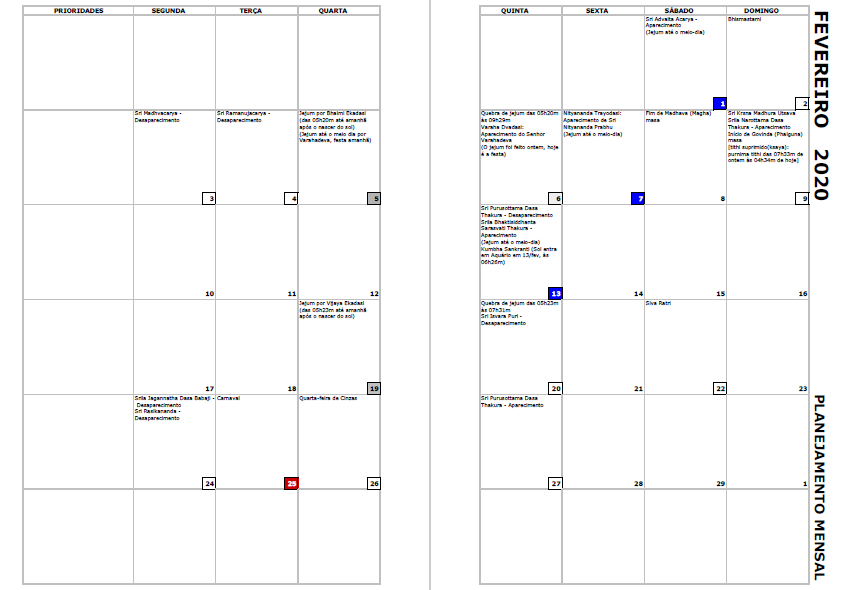 PRIORIDADES SEGUNDA TERÇA QUARTA
Sri Madhvacarya -
Desaparecimento
3
Sri Ramanujacarya -
Desaparecimento
4
Jejum por Bhaimi Ekadasi
(das 05h20m até amanhã
após o nascer do sol)
(Jejum até o meio dia por
Varahadeva, festa amanhã)
5
10
11
12
17
18
Jejum por Vijaya Ekadasi
(das 05h23m até amanhã
após o nascer do sol)
19
Srila Jagannatha Dasa Babaji -
Desaparecimento
Sri Rasikananda -
Desaparecimento
24
Carnaval
25
Quarta-feira de Cinzas
26
QUINTA SEXTA SÁBADO DOMINGO
Sri Advaita Acarya -
Aparecimento
(Jejum até o meio-dia)
1
Bhismastami
2
Quebra de jejum das 05h20m
às 09h29m
Varaha Dvadasi:
Aparecimento do Senhor
Varahadeva
(O jejum foi feito ontem, hoje
é a festa)
6
Nityananda Trayodasi:
Aparecimento de Sri
Nityananda Prabhu
(Jejum até o meio-dia)
7
Fim de Madhava (Magha)
masa
8
Sri Krsna Madhura Utsava
Srila Narottama Dasa
Thakura - Aparecimento
Início de Govinda (Phalguna)
masa
[tithi suprimido(ksaya):
purnima tithi das 07h33m de
ontem às 04h34m de hoje]
9
Sri Purusottama Dasa
Thakura - Desaparecimento
Srila Bhaktisiddhanta
Sarasvati Thakura -
Aparecimento
(Jejum até o meio-dia)
Kumbha Sankranti (Sol entra
em Aquário em 13/fev, às
06h26m)
13
14
15
16
Quebra de jejum das 05h23m
às 07h31m
Sri Isvara Puri -
Desaparecimento
20
21
Siva Ratri
22
23
Sri Purusottama Dasa
Thakura - Aparecimento
27
28
29
1
FEVEREIRO 2020
PLANEJAMENTO MENSAL